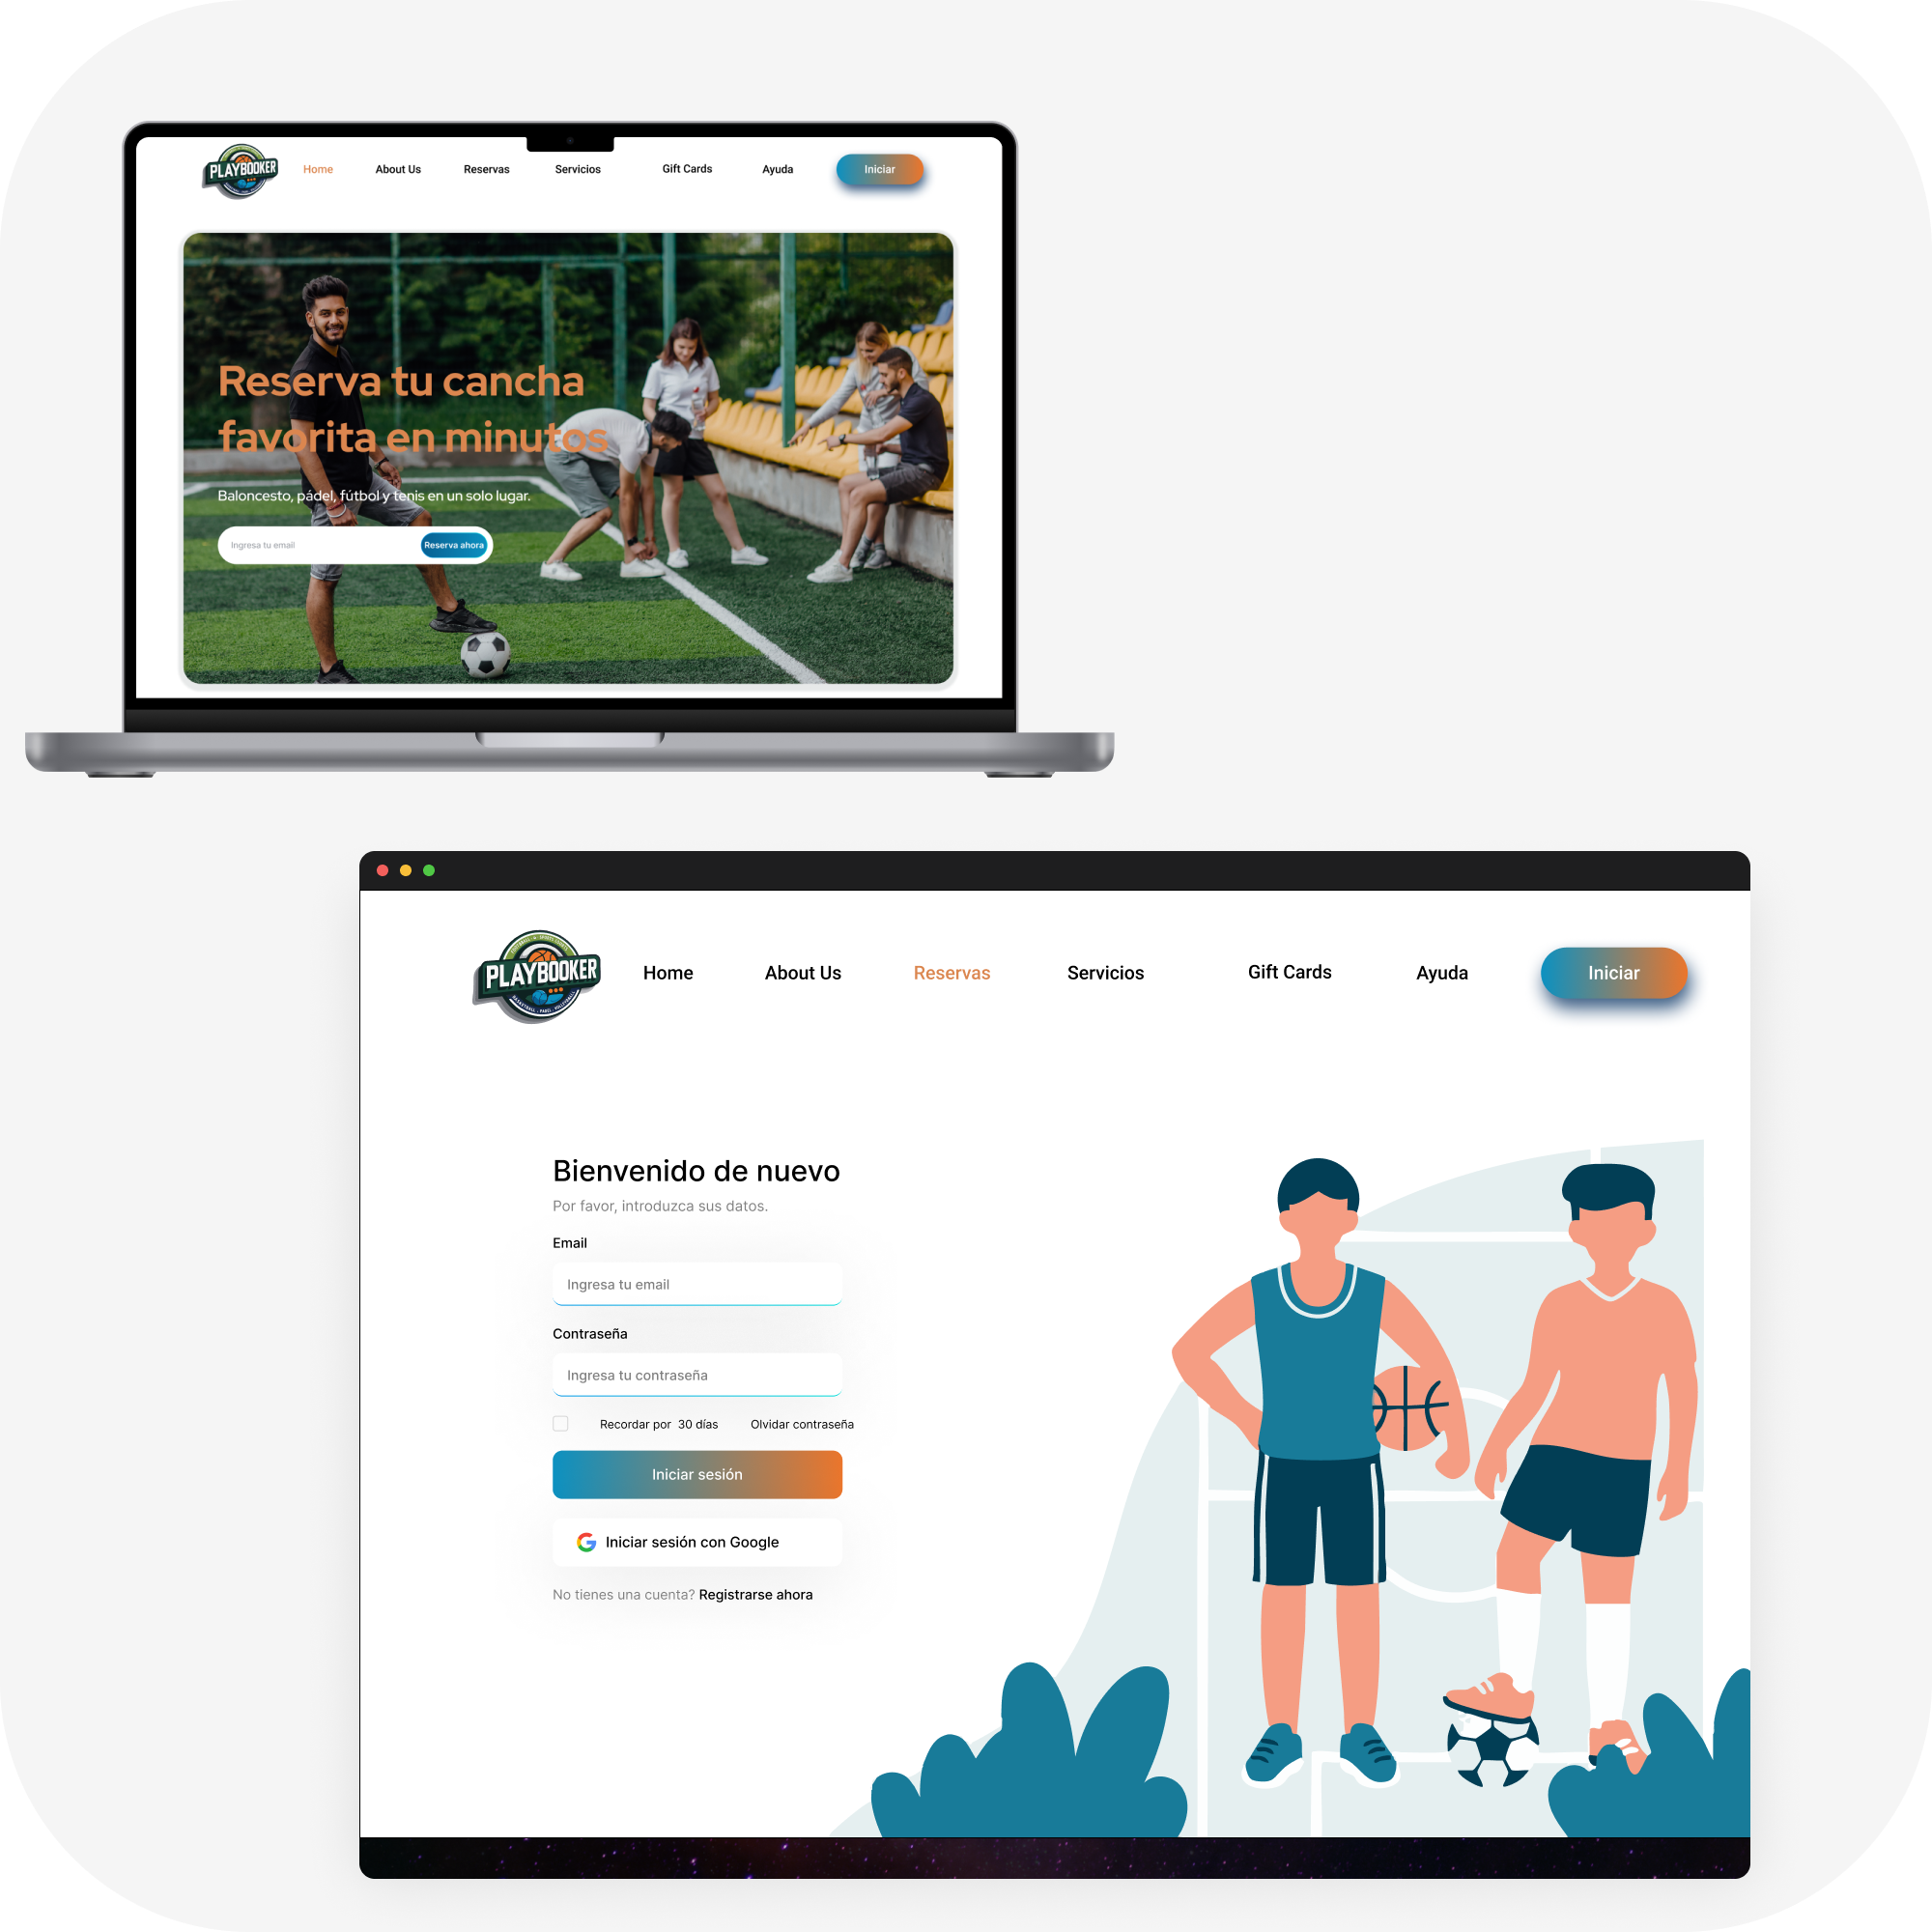 PLAYBOOKER
Home
About Us
Reservas
Servicios
Gift Cards
Ayuda
Iniciar
Reserva tu cancha
favorita en minutos
Baloncesto, pádel, fútbol y tenis en un solo lugar.
Ingresa tu email
Reserva ahora
PLAYBOOKER
Home
About Us
Reservas
Servicios
Gift Cards
Ayuda
Iniciar
Bienvenido de nuevo
Por favor, introduzca sus datos.
Email
Ingresa tu email
Contraseña
Ingresa tu contraseña
Recordar por 30 días
Olvidar contraseña
Iniciar sesión
Iniciar sesión con Google
No tienes una cuenta? Registrarse ahora